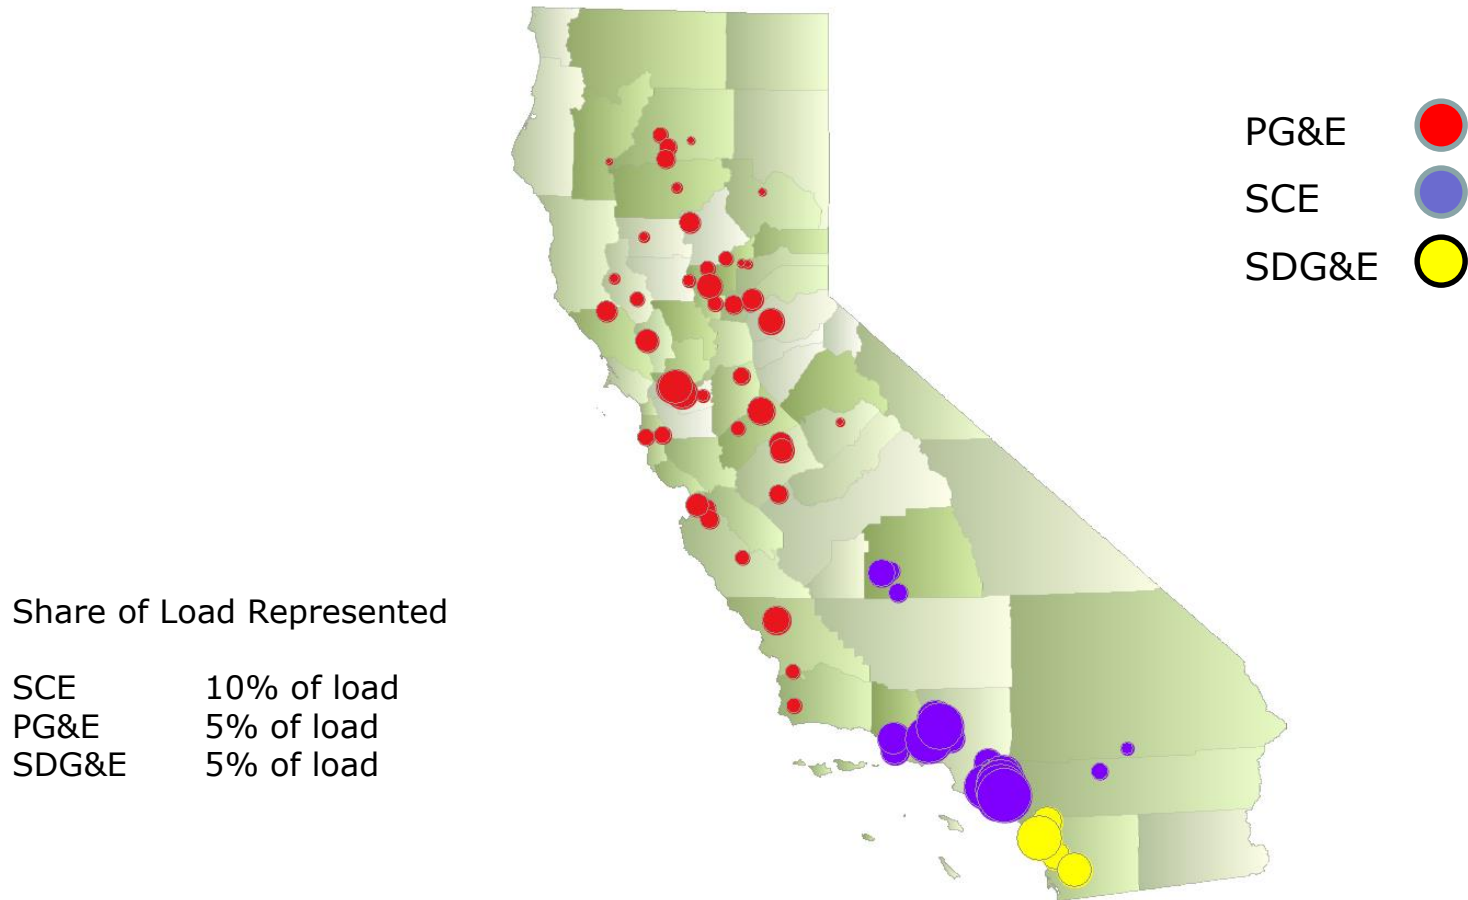 PG&E
SCE
SDG&E
Share of Load Represented
SCE 10% of load
PG&E 5% of load
SDG&E 5% of load